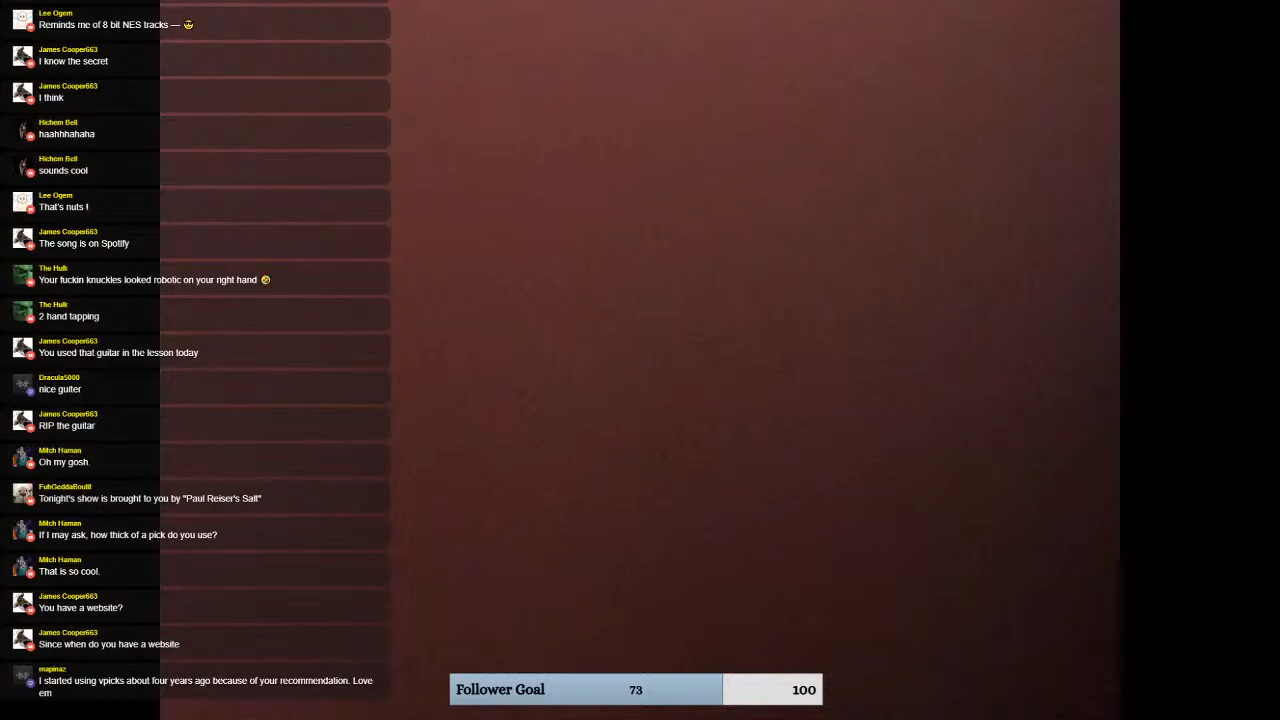 Lee Ogem
Reminds me of 8 bit NES tracks — 😎
James Cooper663
I know the secret
James Cooper663
I think
Hichem Bell
haahhhahaha
Hichem Bell
sounds cool
Lee Ogem
That's nuts !
James Cooper663
The song is on Spotify
The Hulk
Your fuckin knuckles looked robotic on your right hand 🤣
The Hulk
2 hand tapping
James Cooper663
You used that guitar in the lesson today
Dracula5000
nice guiter
James Cooper663
RIP the guitar
Mitch Haman
Oh my gosh.
FuhGeddaBoutit
Tonight's show is brought to you by "Paul Reiser's Salt"
Mitch Haman
If I may ask, how thick of a pick do you use?
Mitch Haman
That is so cool.
James Cooper663
You have a website?
James Cooper663
Since when do you have a website
mapinaz
I started using vpicks about four years ago because of your recommendation. Love
em
Follower Goal 73 100